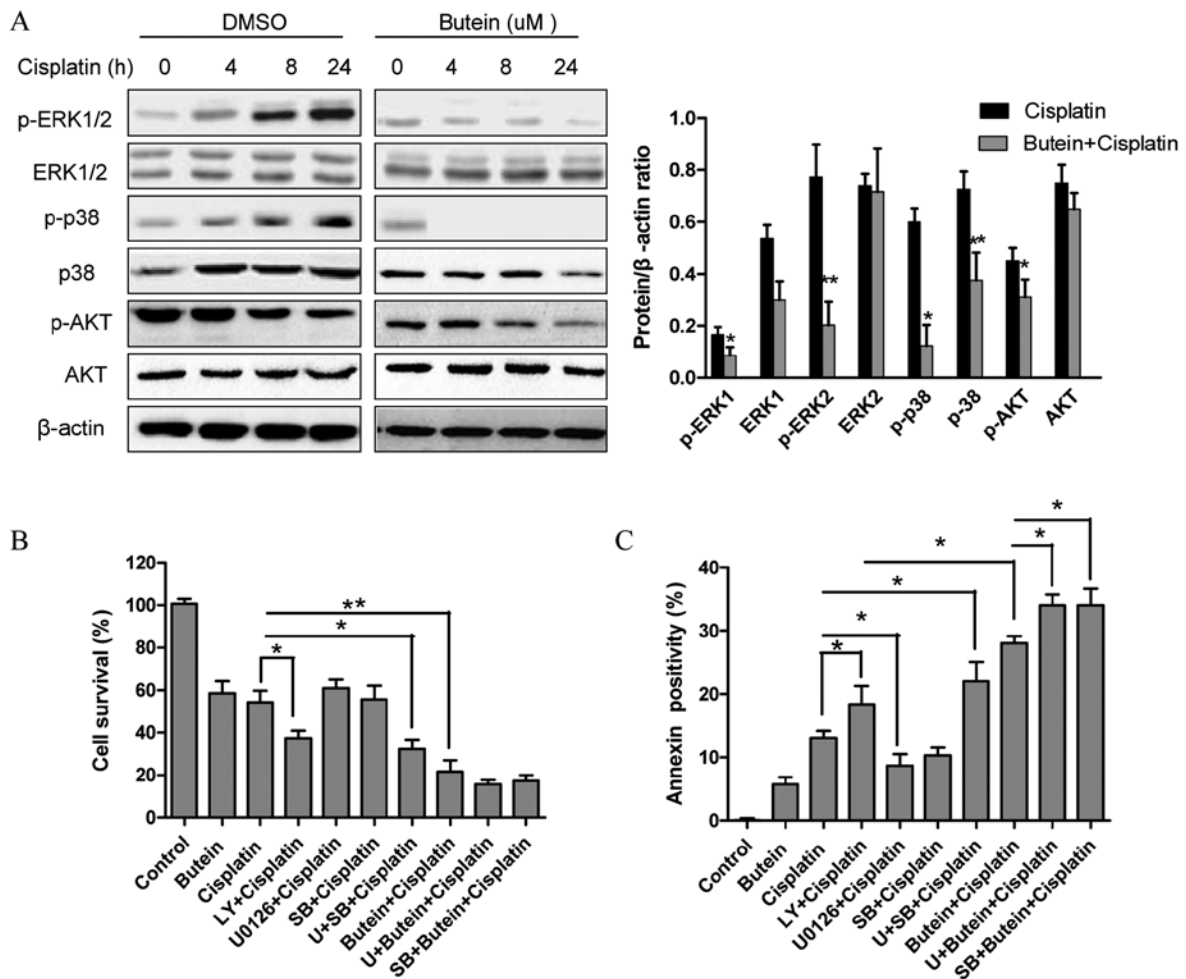 A
DMSO
Butein (uM )
Cisplatin (h)
0 4 8 24
0 4 8 24
p-ERK1/2
ERK1/2
p-p38
p38
p-AKT
AKT
β-actin
Cisplatin
Butein+Cisplatin
Protein/β -actin ratio
1.0
0.8
0.6
0.4
0.2
0.0
*
**
*
**
*
p-ERK1
ERK1
p-ERK2
ERK2
p-p38
p-38
p-AKT
AKT
B
Cell survival (%)
120
100
80
60
40
20
0
**
*
*
Control
Butein
Cisplatin
LY+Cisplatin
U0126+Cisplatin
SB+Cisplatin
U+SB+Cisplatin
Butein+Cisplatin
U+Butein+Cisplatin
SB+Butein+Cisplatin
C
Annexin positivity (%)
40
30
20
10
0
*
*
*
*
*
*
Control
Butein
Cisplatin
LY+Cisplatin
U0126+Cisplatin
SB+Cisplatin
U+SB+Cisplatin
Butein+Cisplatin
U+Butein+Cisplatin
SB+Butein+Cisplatin